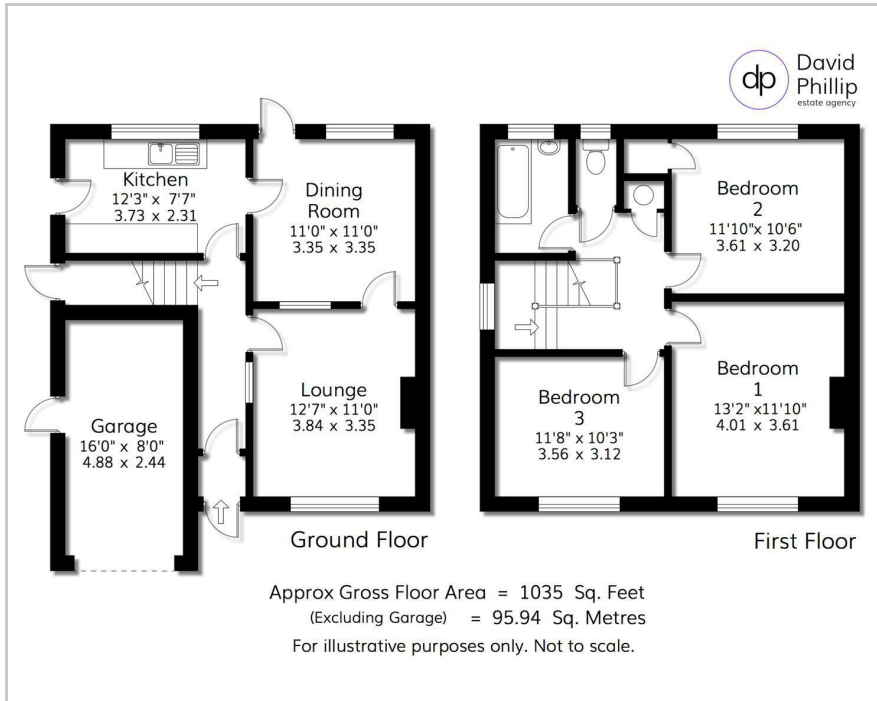 dp
David
Phillip
estate agency
Kitchen
12'3" x 7'7"
3.73 x 2.31
Dining
Room
11'0" x 11'0"
3.35 x 3.35
Lounge
12'7" x 11'0"
3.84 x 3.35
Garage
16'0" x 8'0"
4.88 x 2.44
Ground Floor
Bedroom
2
11'10"x 10'6"
3.61 x 3.20
Bedroom
1
13'2" x11'10"
4.01 x 3.61
Bedroom
3
11'8" x 10'3"
3.56 x 3.12
First Floor
Approx Gross Floor Area = 1035 Sq. Feet
(Excluding Garage) = 95.94 Sq. Metres
For illustrative purposes only. Not to scale.